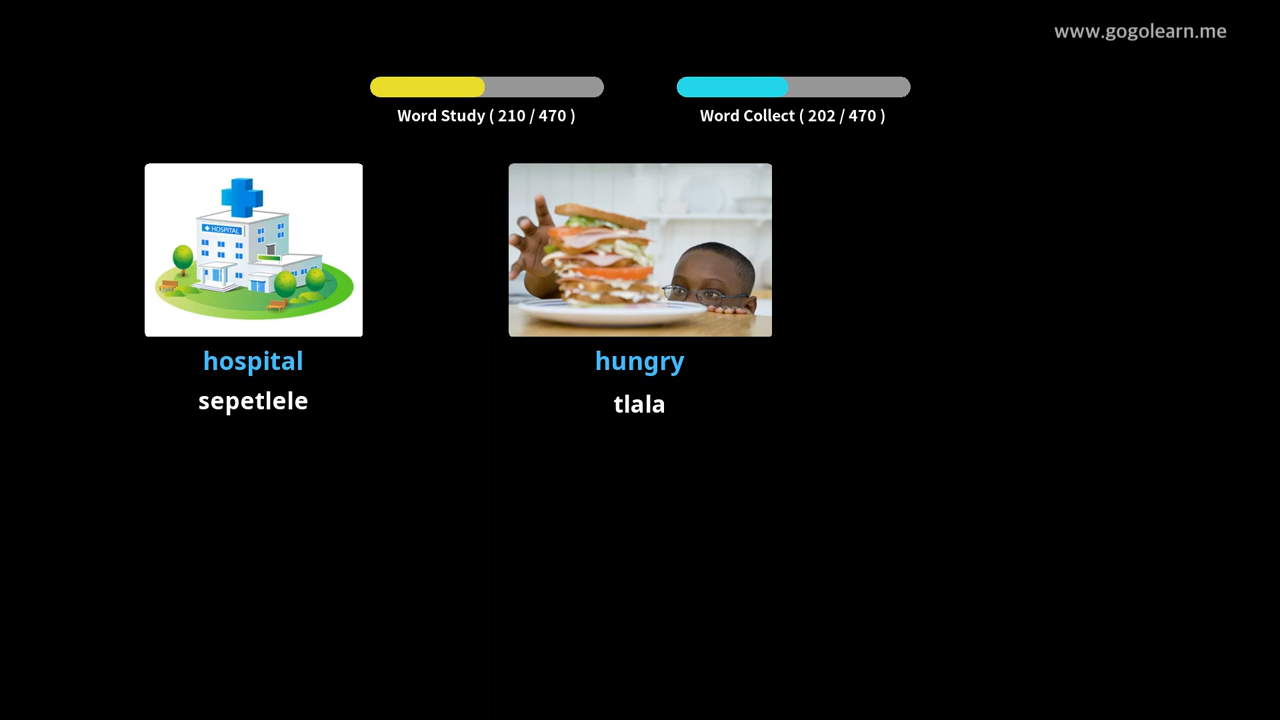 www.gogolearn.me
Word Study ( 210 / 470 )
Word Collect ( 202 / 470 )
HOSPITAL
hospital
sepetlele
hungry
tlala